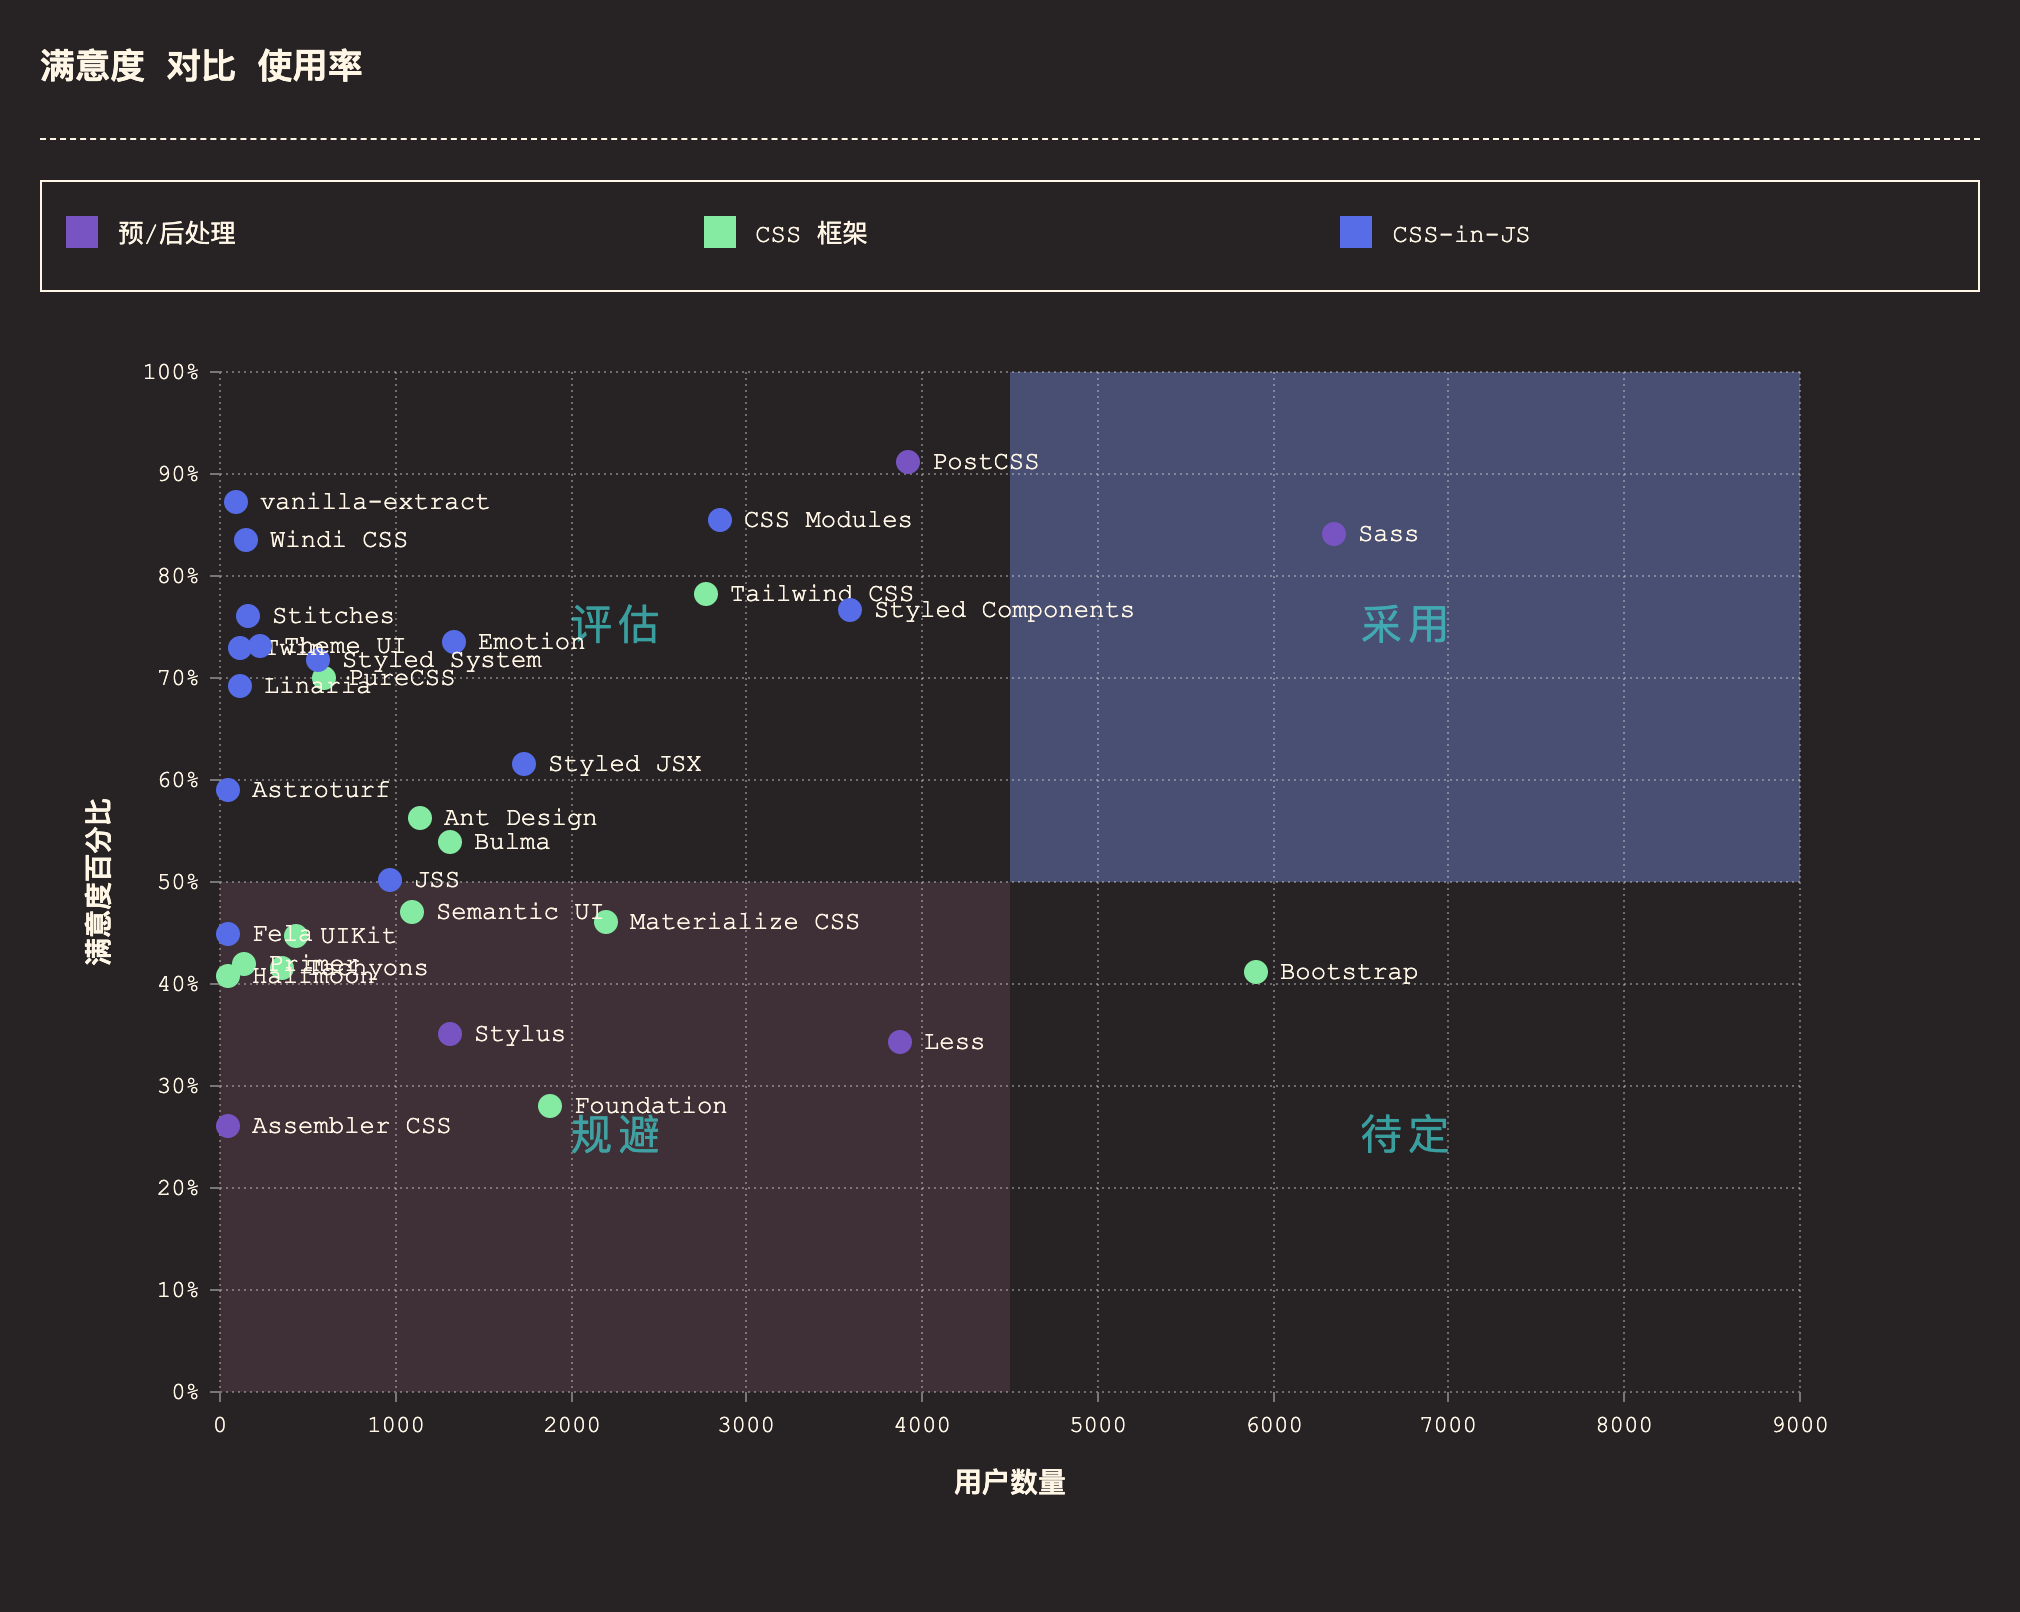 满意度 对比 使用率
预/后处理
CSS 框架
CSS-in-JS
100%
90%
80%
70%
60%
50%
40%
30%
20%
10%
0%
满意度百分比
PostCSS
vanilla-extract
CSS Modules
Sass
Windi CSS
Tailwind CSS
Styled Components
Stitches
评估
采用
Emotion
Theme UI
Twin
Styled System
PureCSS
Linaria
Styled JSX
Astroturf
Ant Design
Bulma
JSS
Semantic UI
Materialize CSS
Fela
UIKit
Primer
Tachyons
Halfmoon
Bootstrap
Stylus
Less
Foundation
Assembler CSS
规避
待定
0
1000
2000
3000
4000
5000
6000
7000
8000
9000
用户数量